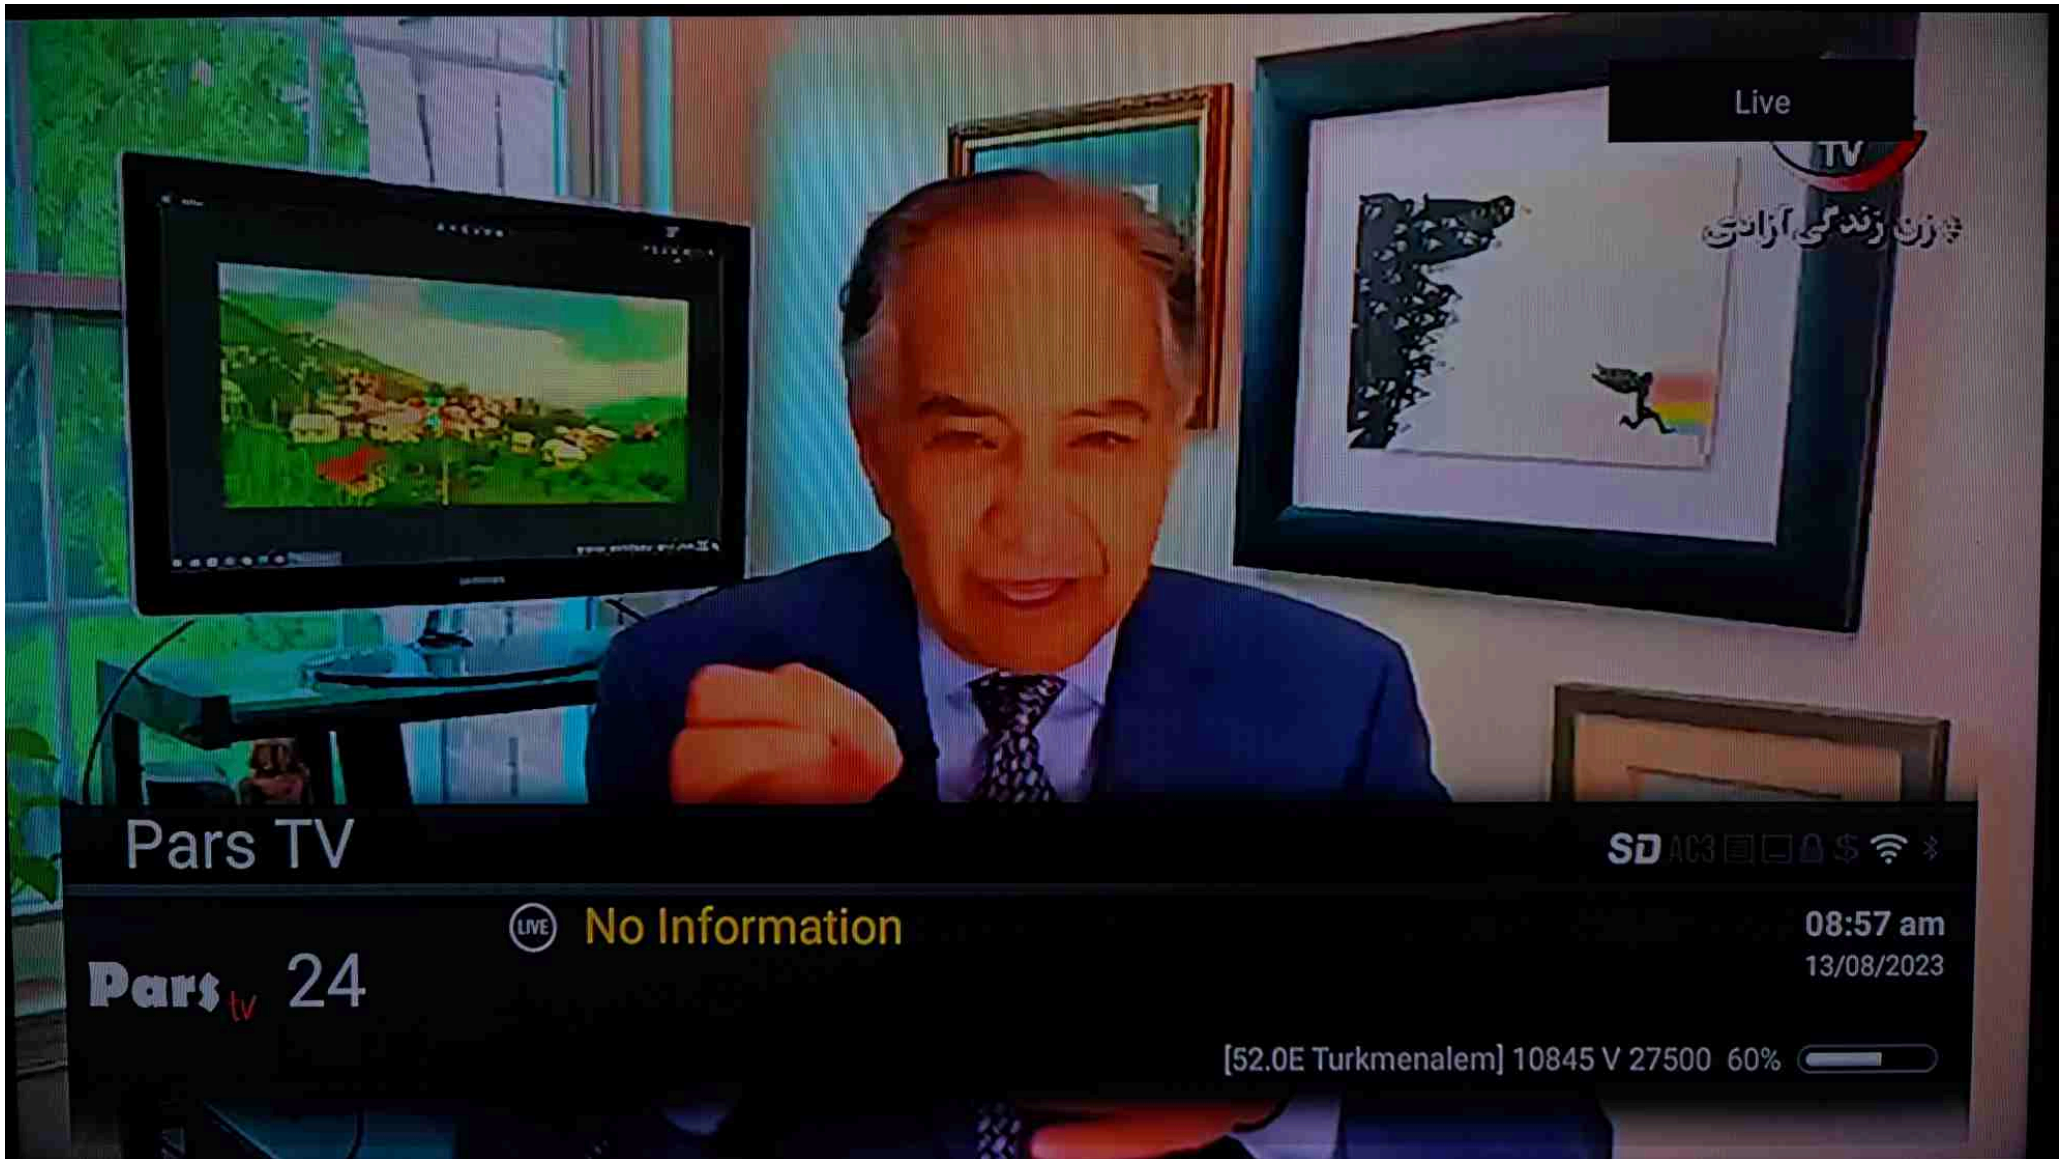 Live
TV
زن زندگی آزادی
SAMSUNG
Pars TV
SD AC3 $
LIVE No Information
08:57 am
13/08/2023
Pars tv 24
[52.0E Turkmenalem] 10845 V 27500 60%